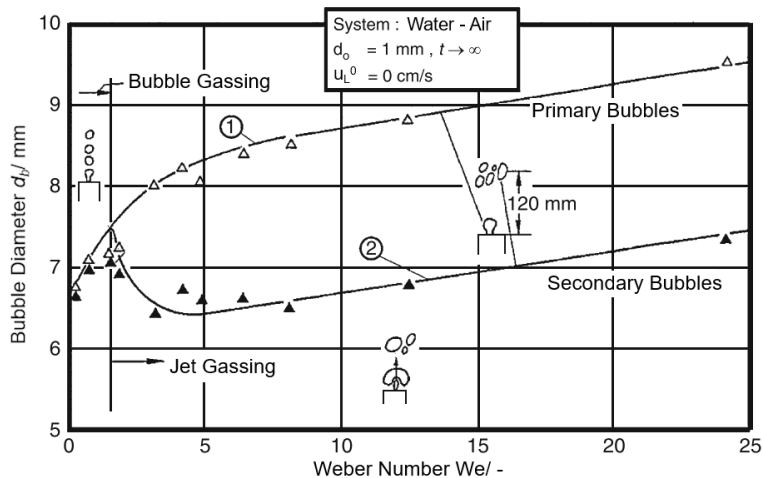 System : Water - Air
dₒ = 1 mm , t → ∞
u_L⁰ = 0 cm/s
Bubble Gassing
Primary Bubbles
Secondary Bubbles
Jet Gassing
120 mm
①
②
Bubble Diameter d_b/ mm
10
9
8
7
6
5
0
5
10
15
20
25
Weber Number We/ -